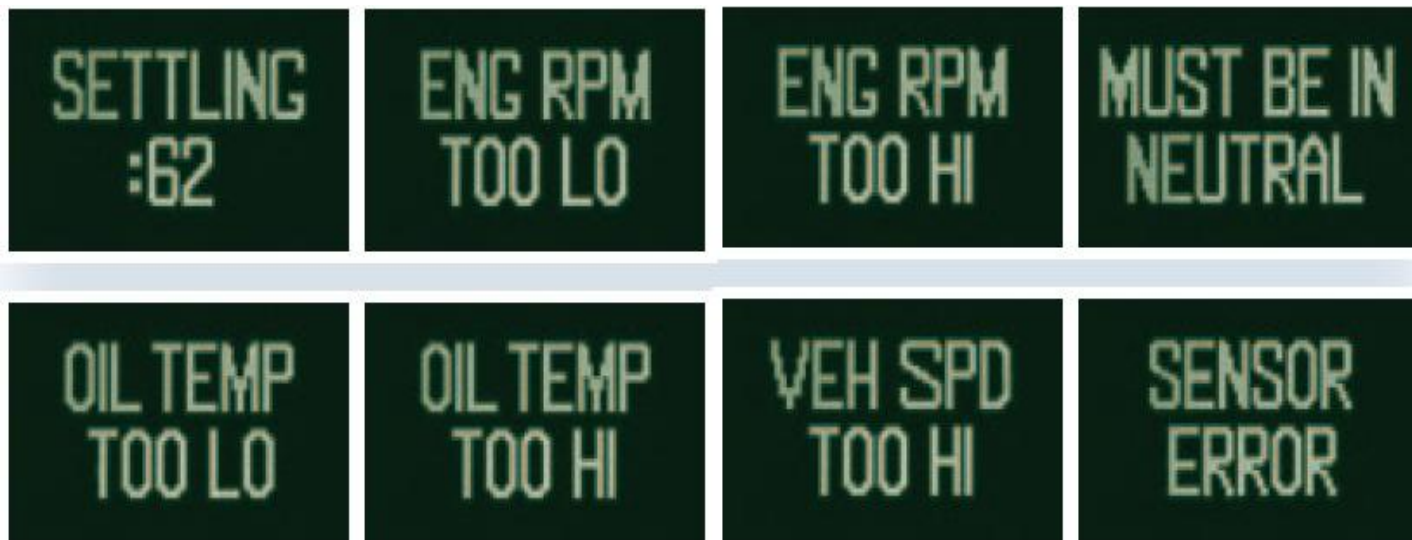 SETTLING
:62
ENG RPM
TOO LO
ENG RPM
TOO HI
MUST BE IN
NEUTRAL
OIL TEMP
TOO LO
OIL TEMP
TOO HI
VEH SPD
TOO HI
SENSOR
ERROR